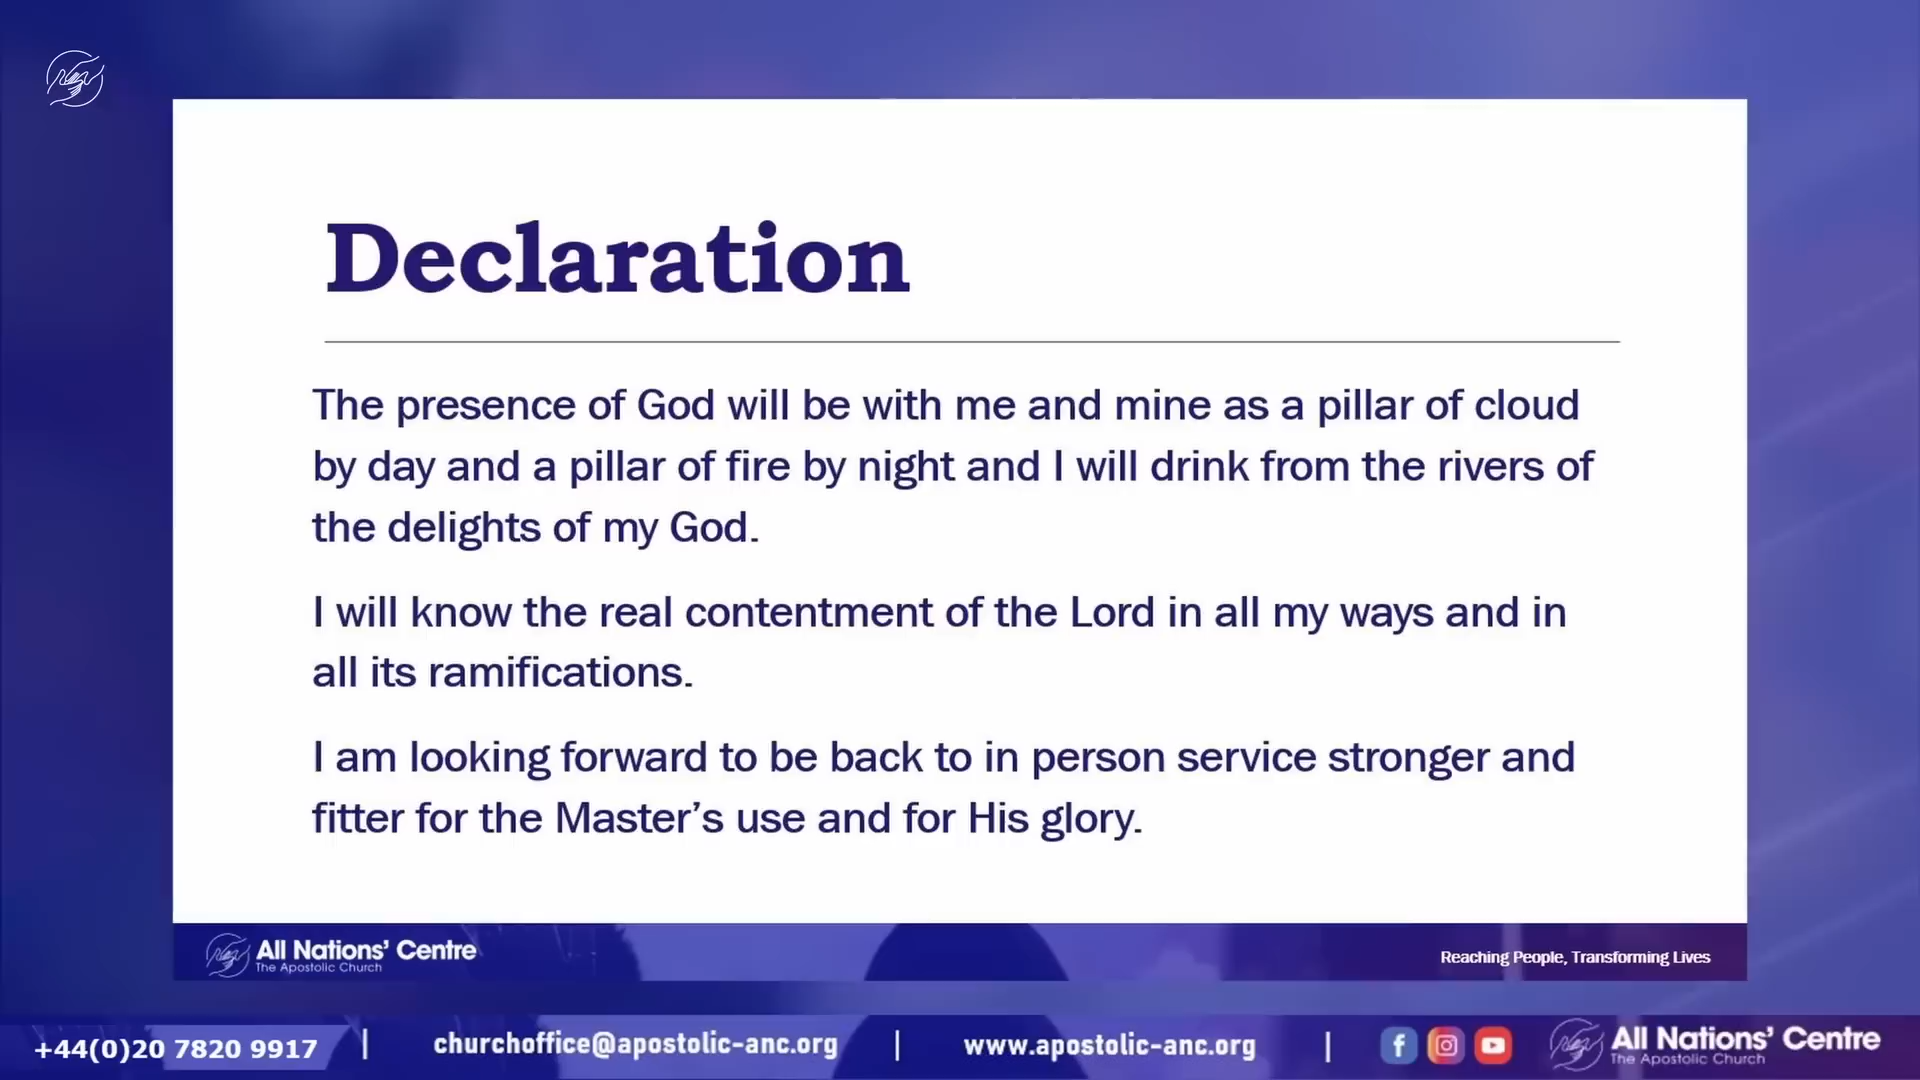 Declaration
The presence of God will be with me and mine as a pillar of cloud
by day and a pillar of fire by night and I will drink from the rivers of
the delights of my God.
I will know the real contentment of the Lord in all my ways and in
all its ramifications.
I am looking forward to be back to in person service stronger and
fitter for the Master’s use and for His glory.
All Nations’ Centre
The Apostolic Church
Reaching People, Transforming Lives
+44(0)20 7820 9917 | churchoffice@apostolic-anc.org | www.apostolic-anc.org |
All Nations’ Centre
The Apostolic Church